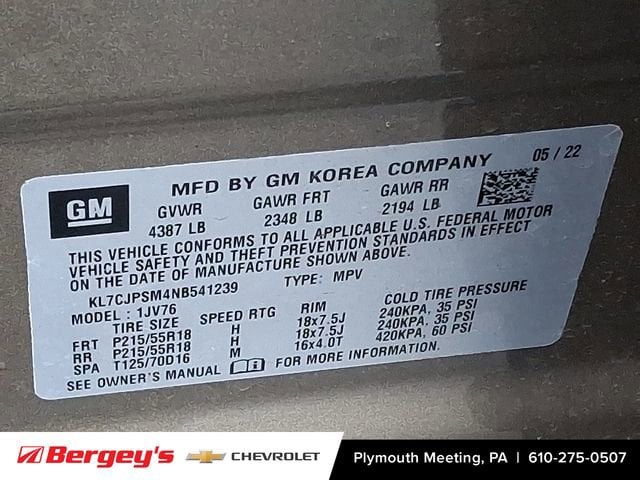 GM
MFD BY GM KOREA COMPANY 05 / 22
GVWR GAWR FRT GAWR RR
4387 LB 2348 LB 2194 LB
THIS VEHICLE CONFORMS TO ALL APPLICABLE U.S. FEDERAL MOTOR
VEHICLE SAFETY AND THEFT PREVENTION STANDARDS IN EFFECT
ON THE DATE OF MANUFACTURE SHOWN ABOVE.
KL7CJPSM4NB541239 TYPE: MPV
MODEL : 1JV76
TIRE SIZE SPEED RTG RIM COLD TIRE PRESSURE
FRT P215/55R18 H 18x7.5J 240KPA, 35 PSI
RR P215/55R18 H 18x7.5J 240KPA, 35 PSI
SPA T125/70D16 M 16x4.0T 420KPA, 60 PSI
SEE OWNER'S MANUAL FOR MORE INFORMATION.
Bergey's CHEVROLET Plymouth Meeting, PA | 610-275-0507